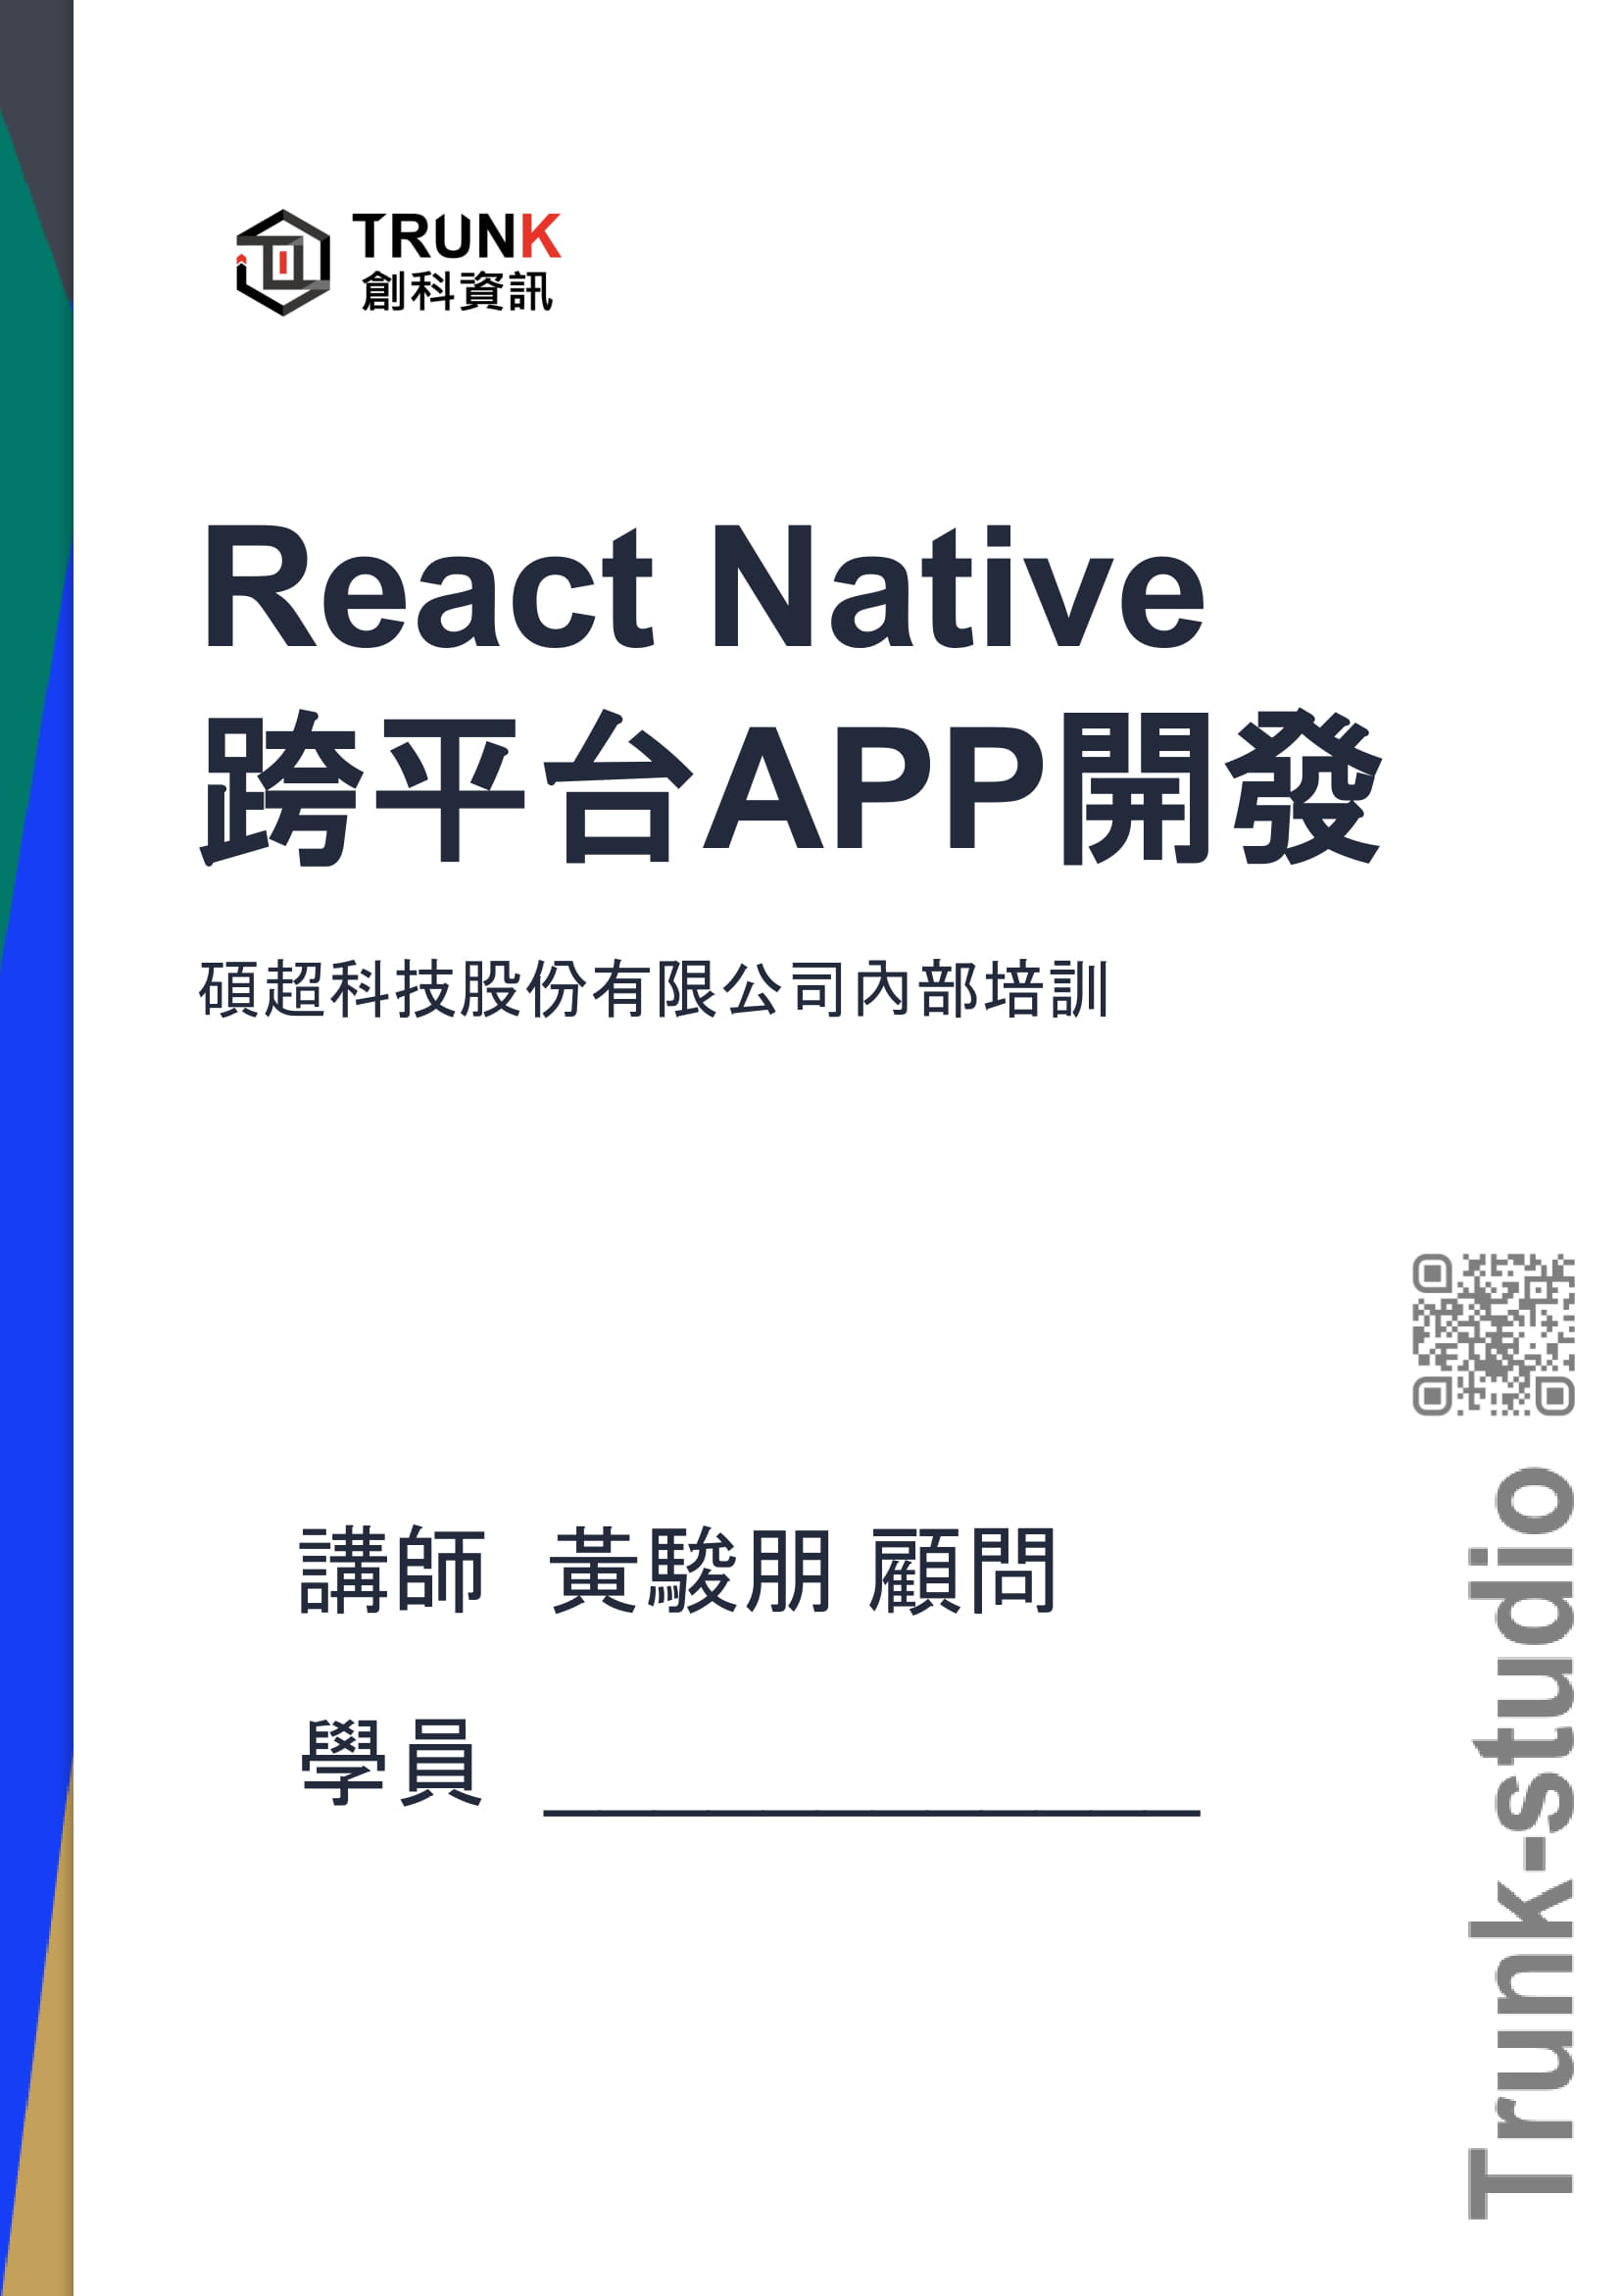 TRUNK
創科資訊
React Native
跨平台APP開發
碩超科技股份有限公司內部培訓
講師 黃駿朋 顧問
學員 ____________
Trunk-studio